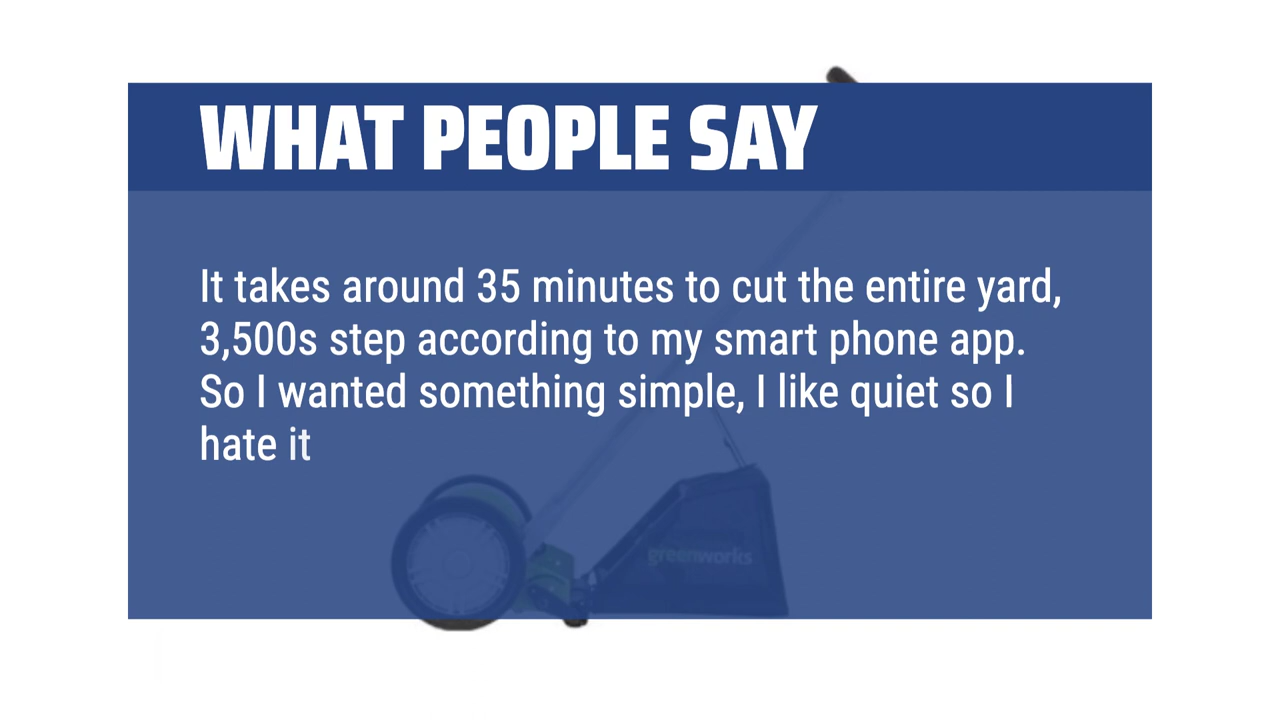 WHAT PEOPLE SAY
It takes around 35 minutes to cut the entire yard,
3,500s step according to my smart phone app.
So I wanted something simple, I like quiet so I
hate it
greenworks